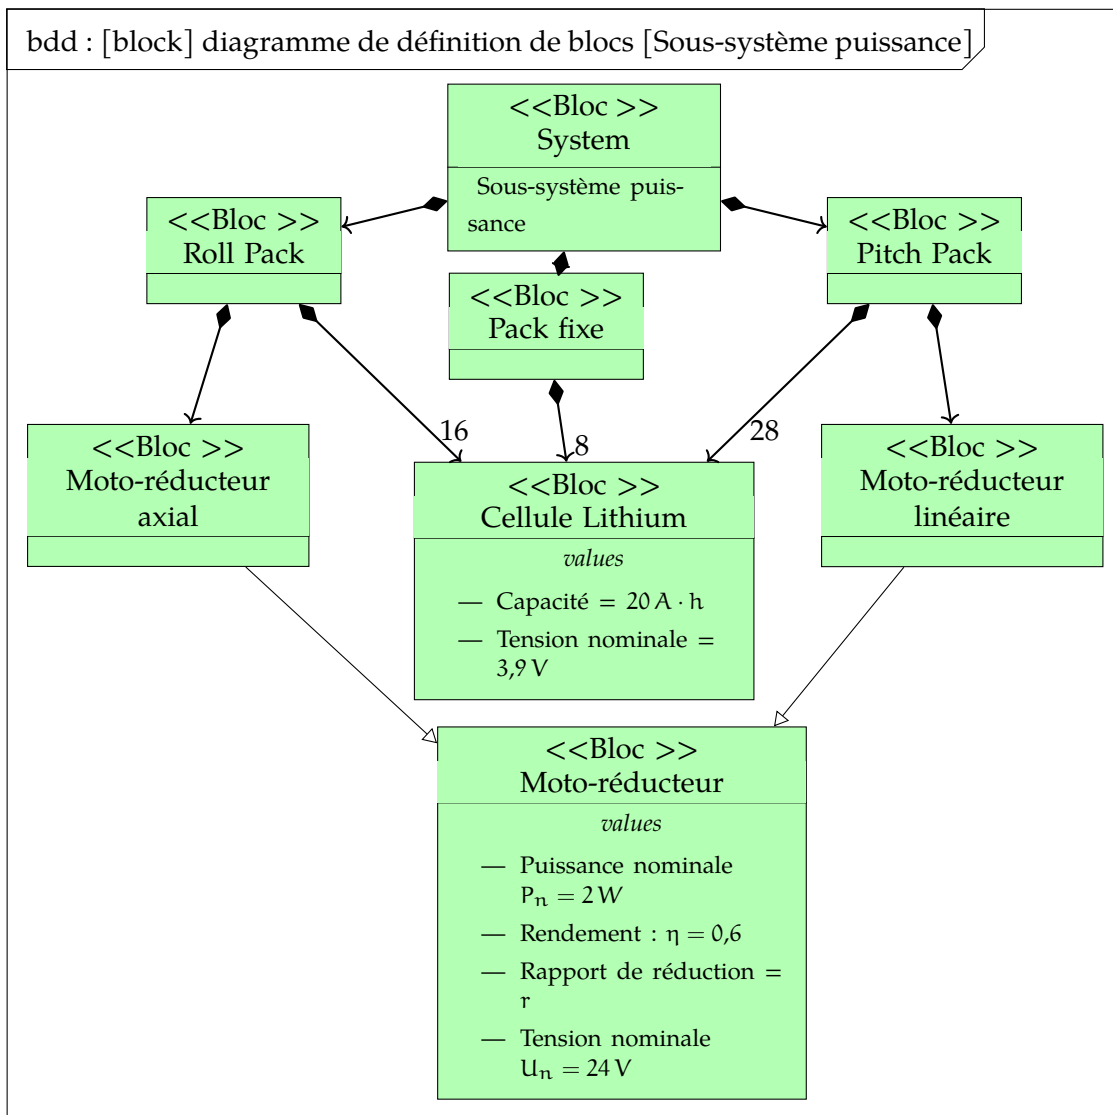 bdd : [block] diagramme de définition de blocs [Sous-système puissance]
<<Bloc >>
System
Sous-système puis-
sance
<<Bloc >>
Roll Pack
<<Bloc >>
Pitch Pack
<<Bloc >>
Pack fixe
16
8
28
<<Bloc >>
Moto-réducteur
axial
<<Bloc >>
Cellule Lithium
values
— Capacité = 20 A · h
— Tension nominale =
3,9 V
<<Bloc >>
Moto-réducteur
linéaire
<<Bloc >>
Moto-réducteur
values
— Puissance nominale
Pn = 2 W
— Rendement : η = 0,6
— Rapport de réduction =
r
— Tension nominale
Un = 24 V